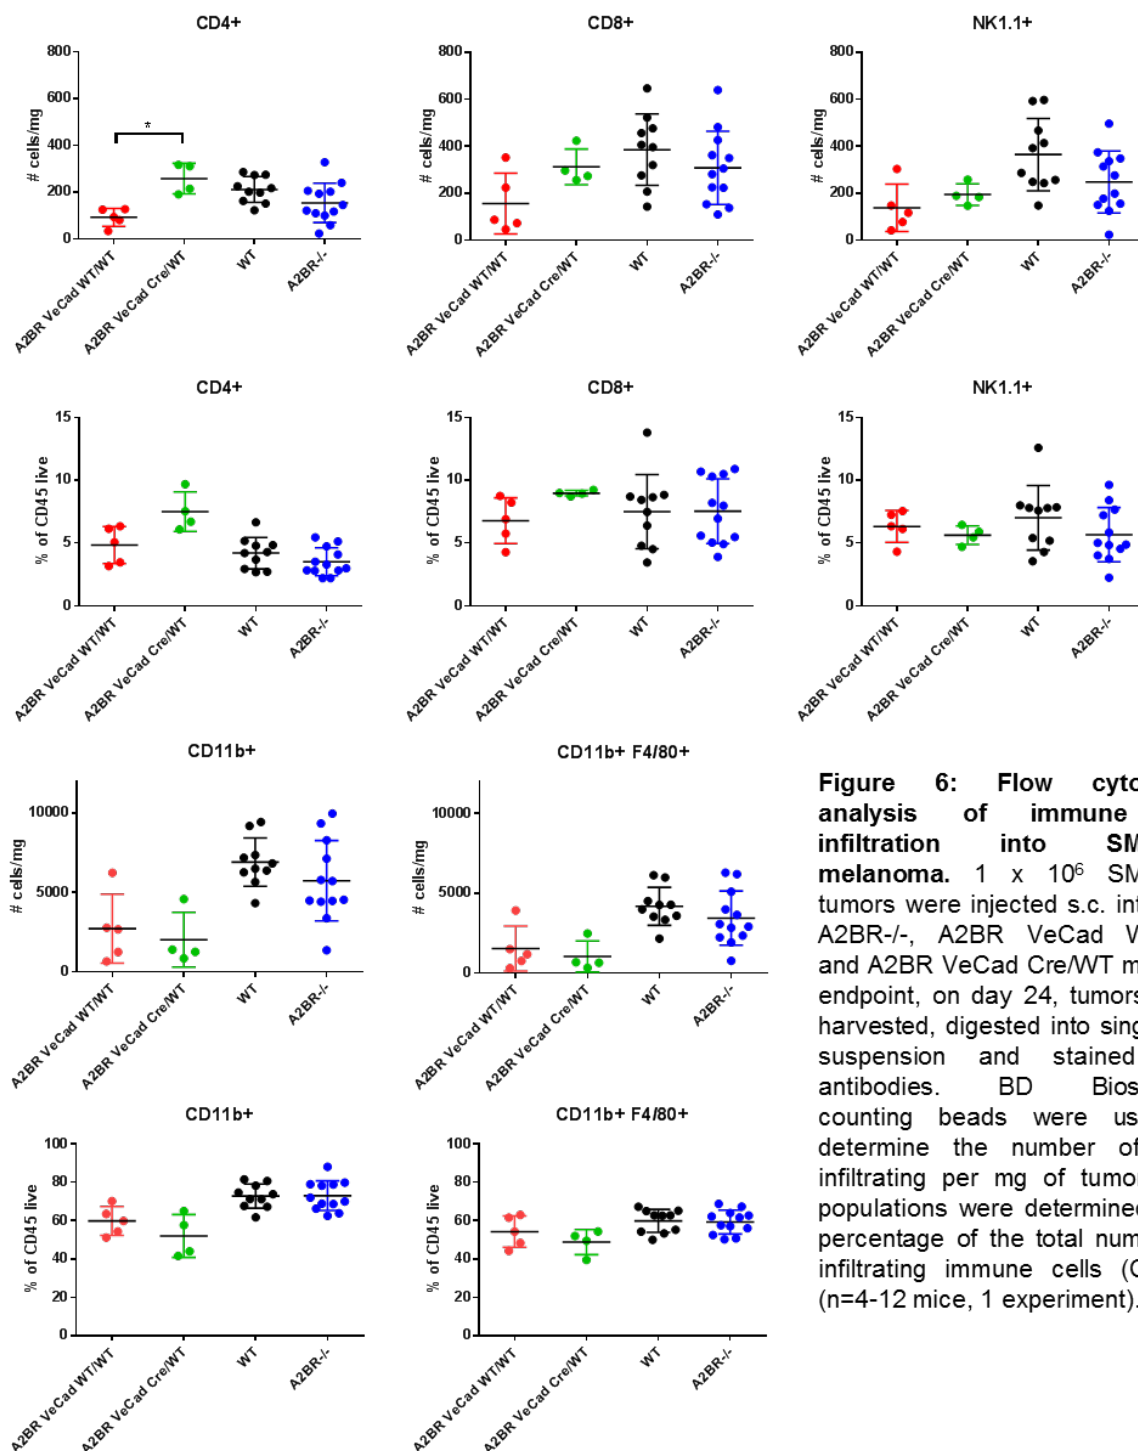 CD4+
800
600
400
200
0
# cells/mg
*
A2BR VeCad WT/WT
A2BR VeCad Cre/WT
WT
A2BR-/-
CD8+
800
600
400
200
0
# cells/mg
A2BR VeCad WT/WT
A2BR VeCad Cre/WT
WT
A2BR-/-
NK1.1+
800
600
400
200
0
# cells/mg
A2BR VeCad WT/WT
A2BR VeCad Cre/WT
WT
A2BR-/-
CD4+
15
10
5
0
% of CD45 live
A2BR VeCad WT/WT
A2BR VeCad Cre/WT
WT
A2BR-/-
CD8+
15
10
5
0
% of CD45 live
A2BR VeCad WT/WT
A2BR VeCad Cre/WT
WT
A2BR-/-
NK1.1+
15
10
5
0
% of CD45 live
A2BR VeCad WT/WT
A2BR VeCad Cre/WT
WT
A2BR-/-
CD11b+
10000
5000
0
# cells/mg
A2BR VeCad WT/WT
A2BR VeCad Cre/WT
WT
A2BR-/-
CD11b+ F4/80+
10000
5000
0
# cells/mg
A2BR VeCad WT/WT
A2BR VeCad Cre/WT
WT
A2BR-/-
CD11b+
100
80
60
40
20
0
% of CD45 live
A2BR VeCad WT/WT
A2BR VeCad Cre/WT
WT
A2BR-/-
CD11b+ F4/80+
100
80
60
40
20
0
% of CD45 live
A2BR VeCad WT/WT
A2BR VeCad Cre/WT
WT
A2BR-/-
Figure 6: Flow cyto
analysis of immune
infiltration into SM
melanoma. 1 x 10⁶ SM
tumors were injected s.c. int
A2BR-/-, A2BR VeCad W
and A2BR VeCad Cre/WT m
endpoint, on day 24, tumors
harvested, digested into sing
suspension and stained
antibodies. BD Bios
counting beads were us
determine the number of
infiltrating per mg of tumo
populations were determined
percentage of the total num
infiltrating immune cells (C
(n=4-12 mice, 1 experiment).